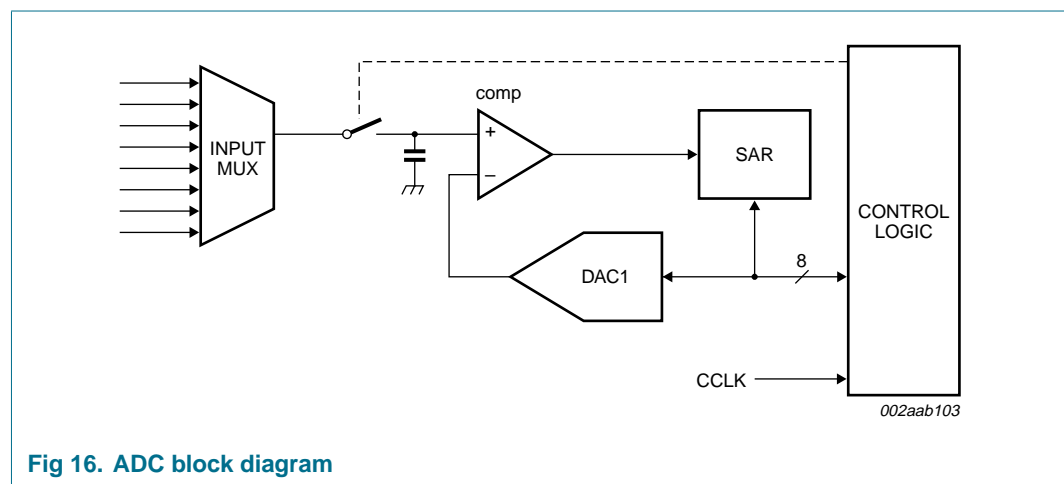 comp
INPUT
MUX
+
–
SAR
CONTROL
LOGIC
DAC1
8
CCLK
002aab103
Fig 16. ADC block diagram